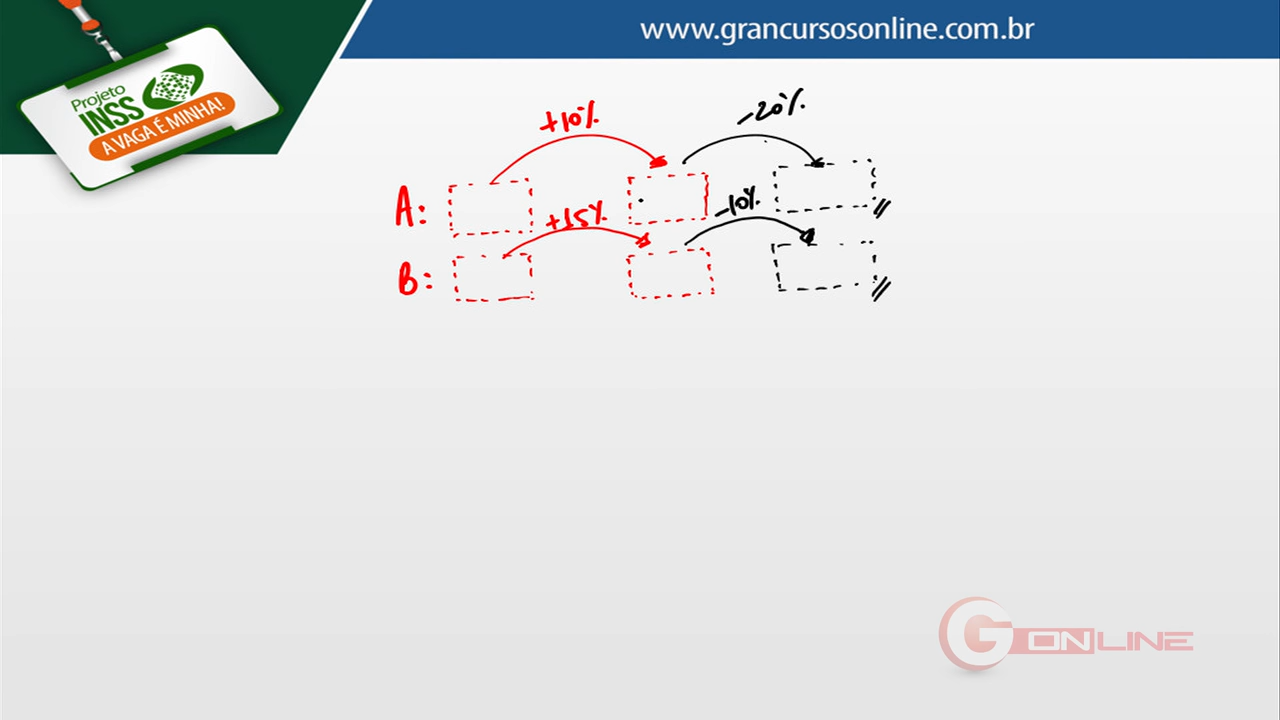 www.grancursosonline.com.br
Projeto
INSS
A VAGA É MINHA!
+10% -20%
A:
+15% -10%
B:
G ONLINE